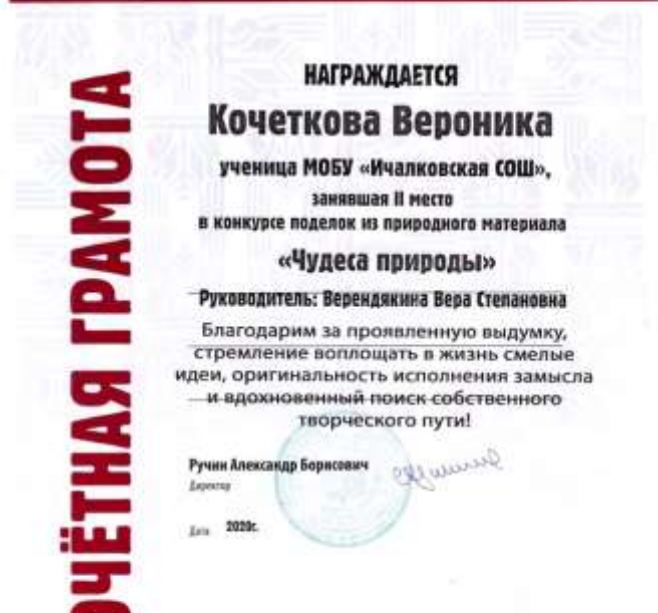 ОЧЁТНАЯ ГРАМОТА
НАГРАЖДАЕТСЯ
Кочеткова Вероника
ученица МОБУ «Ичалковская СОШ»,
занявшая II место
в конкурсе поделок из природного материала
«Чудеса природы»
Руководитель: Верендякина Вера Степановна
Благодарим за проявленную выдумку,
стремление воплощать в жизнь смелые
идеи, оригинальность исполнения замысла
и вдохновенный поиск собственного
творческого пути!
Ручин Александр Борисович
Директор
Дата 2020г.